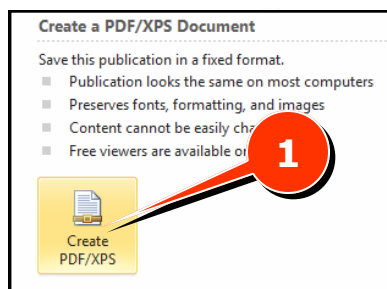 Create a PDF/XPS Document
Save this publication in a fixed format.
Publication looks the same on most computers
Preserves fonts, formatting, and images
Content cannot be easily cha
Free viewers are available o
1
Create
PDF/XPS